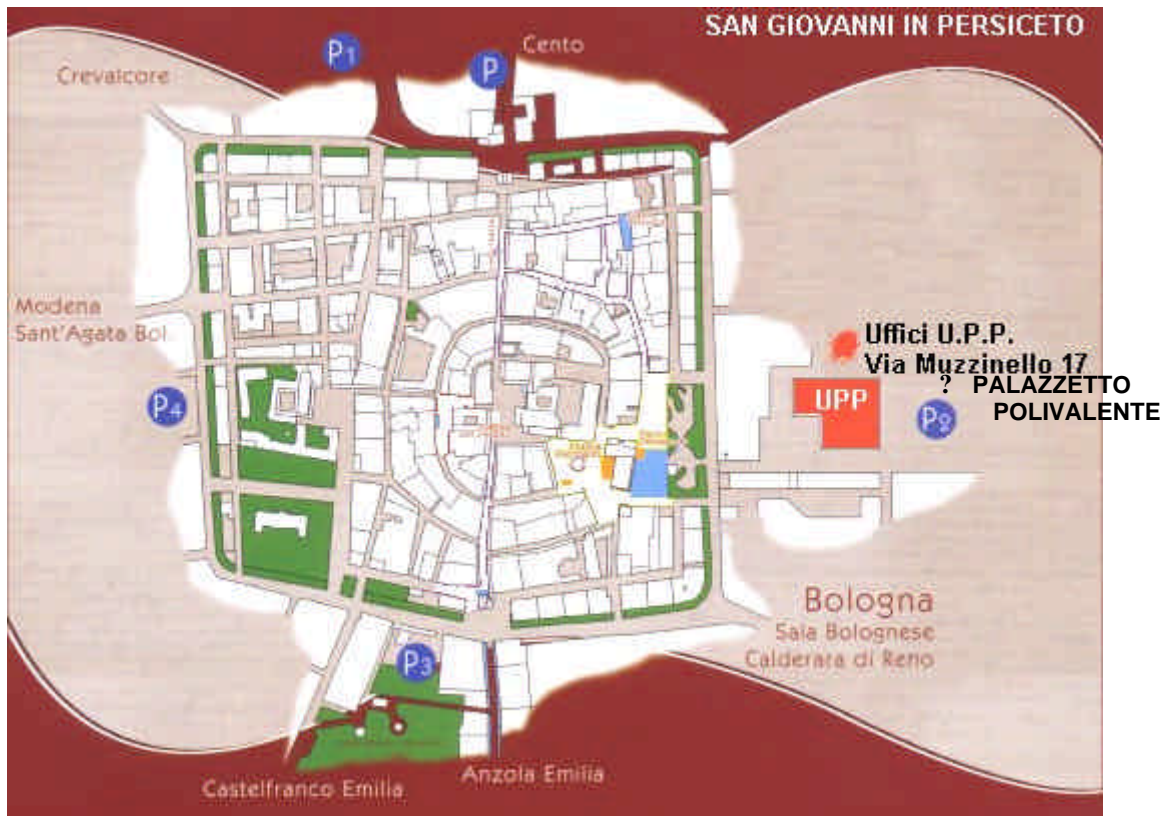 SAN GIOVANNI IN PERSICETO
P1
P
Cento
Crevalcore
Modena
Sant'Agata Bol.
Uffici U.P.P.
Via Muzzinello 17
? PALAZZETTO
POLIVALENTE
UPP
P4
P2
Bologna
Sala Bolognese
Calderara di Reno
P3
Anzola Emilia
Castelfranco Emilia